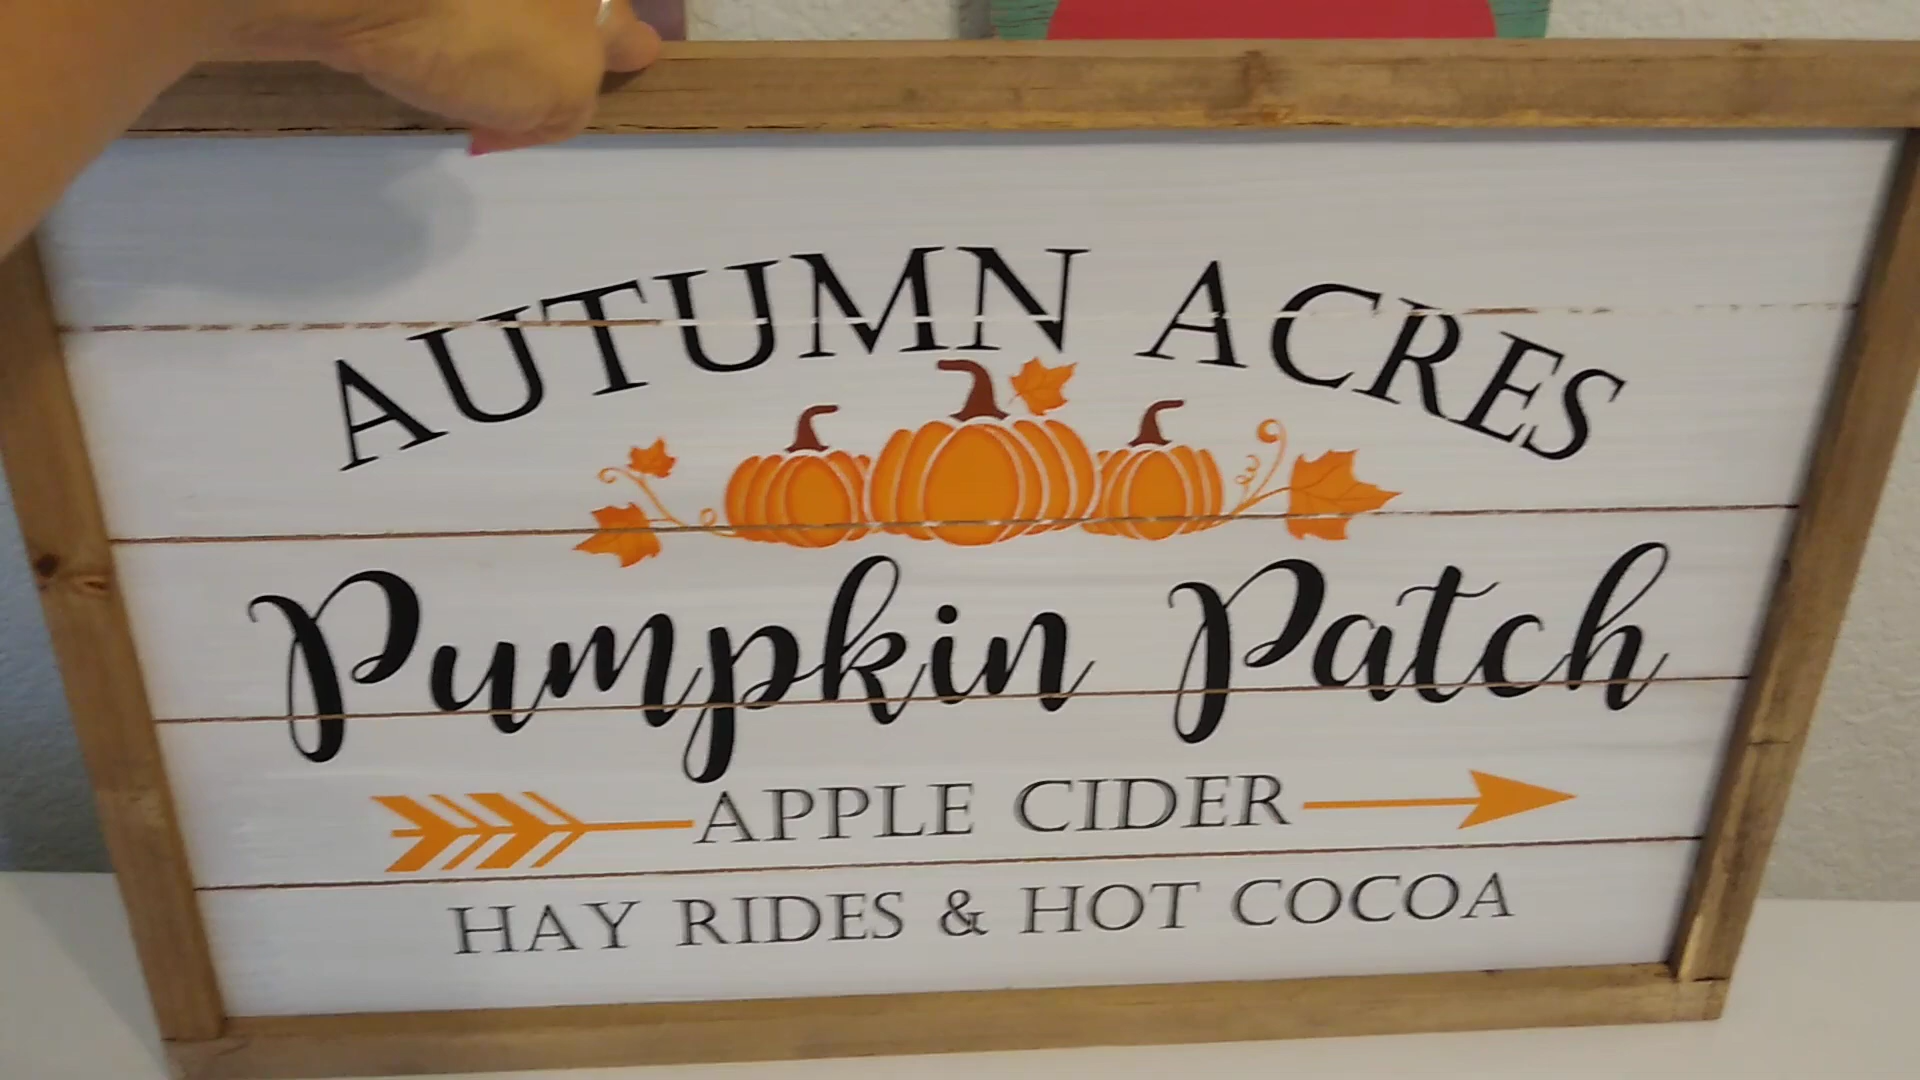 AUTUMN ACRES
Pumpkin Patch
APPLE CIDER
HAY RIDES & HOT COCOA